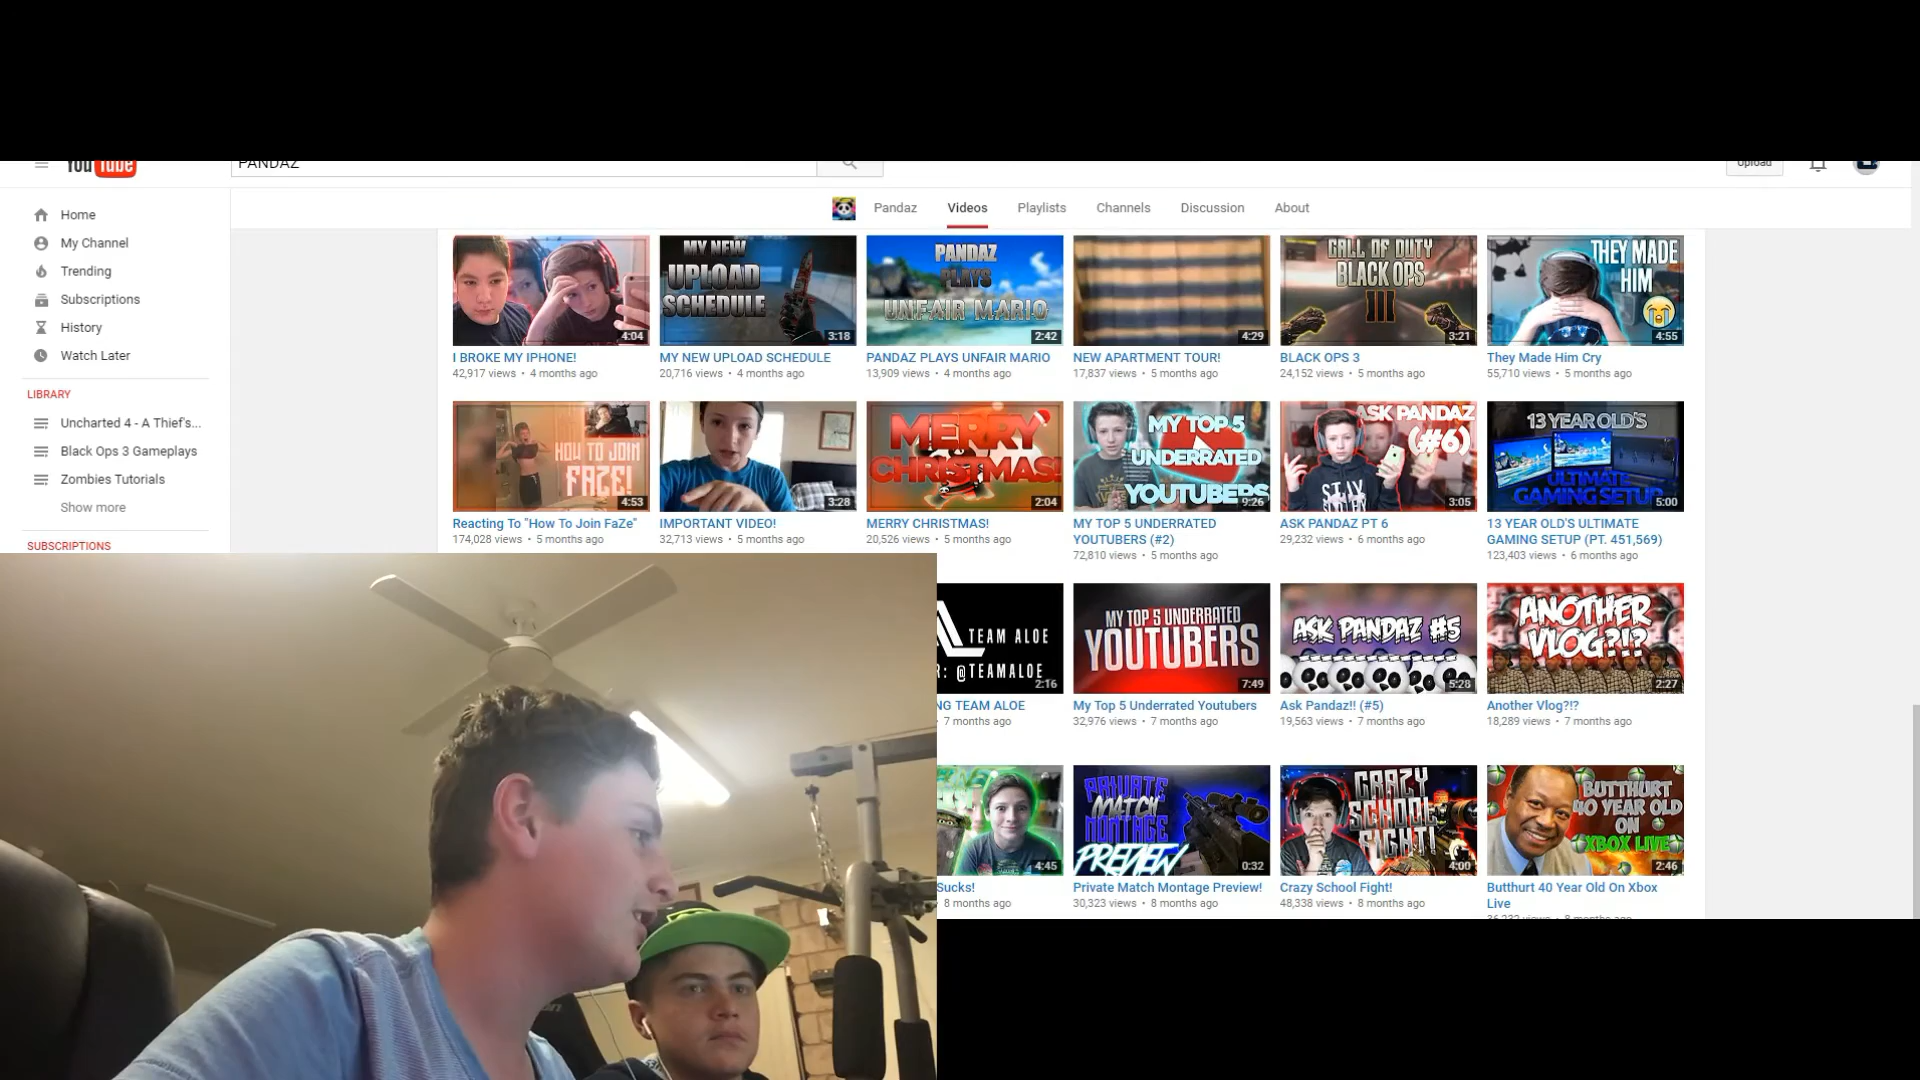 YouTube
PANDAZ
Upload
Home
My Channel
Trending
Subscriptions
History
Watch Later
LIBRARY
Uncharted 4 - A Thief's...
Black Ops 3 Gameplays
Zombies Tutorials
Show more
SUBSCRIPTIONS
Pandaz Videos Playlists Channels Discussion About
4:04
I BROKE MY IPHONE!
42,917 views • 4 months ago
MY NEW
UPLOAD
SCHEDULE
3:18
MY NEW UPLOAD SCHEDULE
20,716 views • 4 months ago
PANDAZ
PLAYS
UNFAIR MARIO
2:42
PANDAZ PLAYS UNFAIR MARIO
13,909 views • 4 months ago
4:29
NEW APARTMENT TOUR!
17,837 views • 5 months ago
CALL OF DUTY
BLACK OPS
III
3:21
BLACK OPS 3
24,152 views • 5 months ago
THEY MADE
HIM
4:55
They Made Him Cry
55,710 views • 5 months ago
HOW TO JOIN
FAZE!
4:53
Reacting To "How To Join FaZe"
174,028 views • 5 months ago
3:28
IMPORTANT VIDEO!
32,713 views • 5 months ago
MERRY
CHRISTMAS!
2:04
MERRY CHRISTMAS!
20,526 views • 5 months ago
MY TOP 5
UNDERRATED
YOUTUBERS
9:26
MY TOP 5 UNDERRATED
YOUTUBERS (#2)
72,810 views • 5 months ago
ASK PANDAZ
(#6)
3:05
ASK PANDAZ PT 6
29,232 views • 6 months ago
13 YEAR OLD'S
ULTIMATE
GAMING SETUP
5:00
13 YEAR OLD'S ULTIMATE
GAMING SETUP (PT. 451,569)
123,403 views • 6 months ago
TEAM ALOE
R: @TEAMALOE
2:16
NG TEAM ALOE
• 7 months ago
MY TOP 5 UNDERRATED
YOUTUBERS
7:49
My Top 5 Underrated Youtubers
32,976 views • 7 months ago
ASK PANDAZ #5
5:28
Ask Pandaz!! (#5)
19,563 views • 7 months ago
ANOTHER
VLOG?!?
2:27
Another Vlog?!?
18,289 views • 7 months ago
4:45
Sucks!
• 8 months ago
PRIVATE
MATCH
MONTAGE
PREVIEW
0:32
Private Match Montage Preview!
30,323 views • 8 months ago
CRAZY
SCHOOL
FIGHT!
4:00
Crazy School Fight!
48,338 views • 8 months ago
BUTTHURT
40 YEAR OLD
ON
XBOX LIVE
2:46
Butthurt 40 Year Old On Xbox
Live